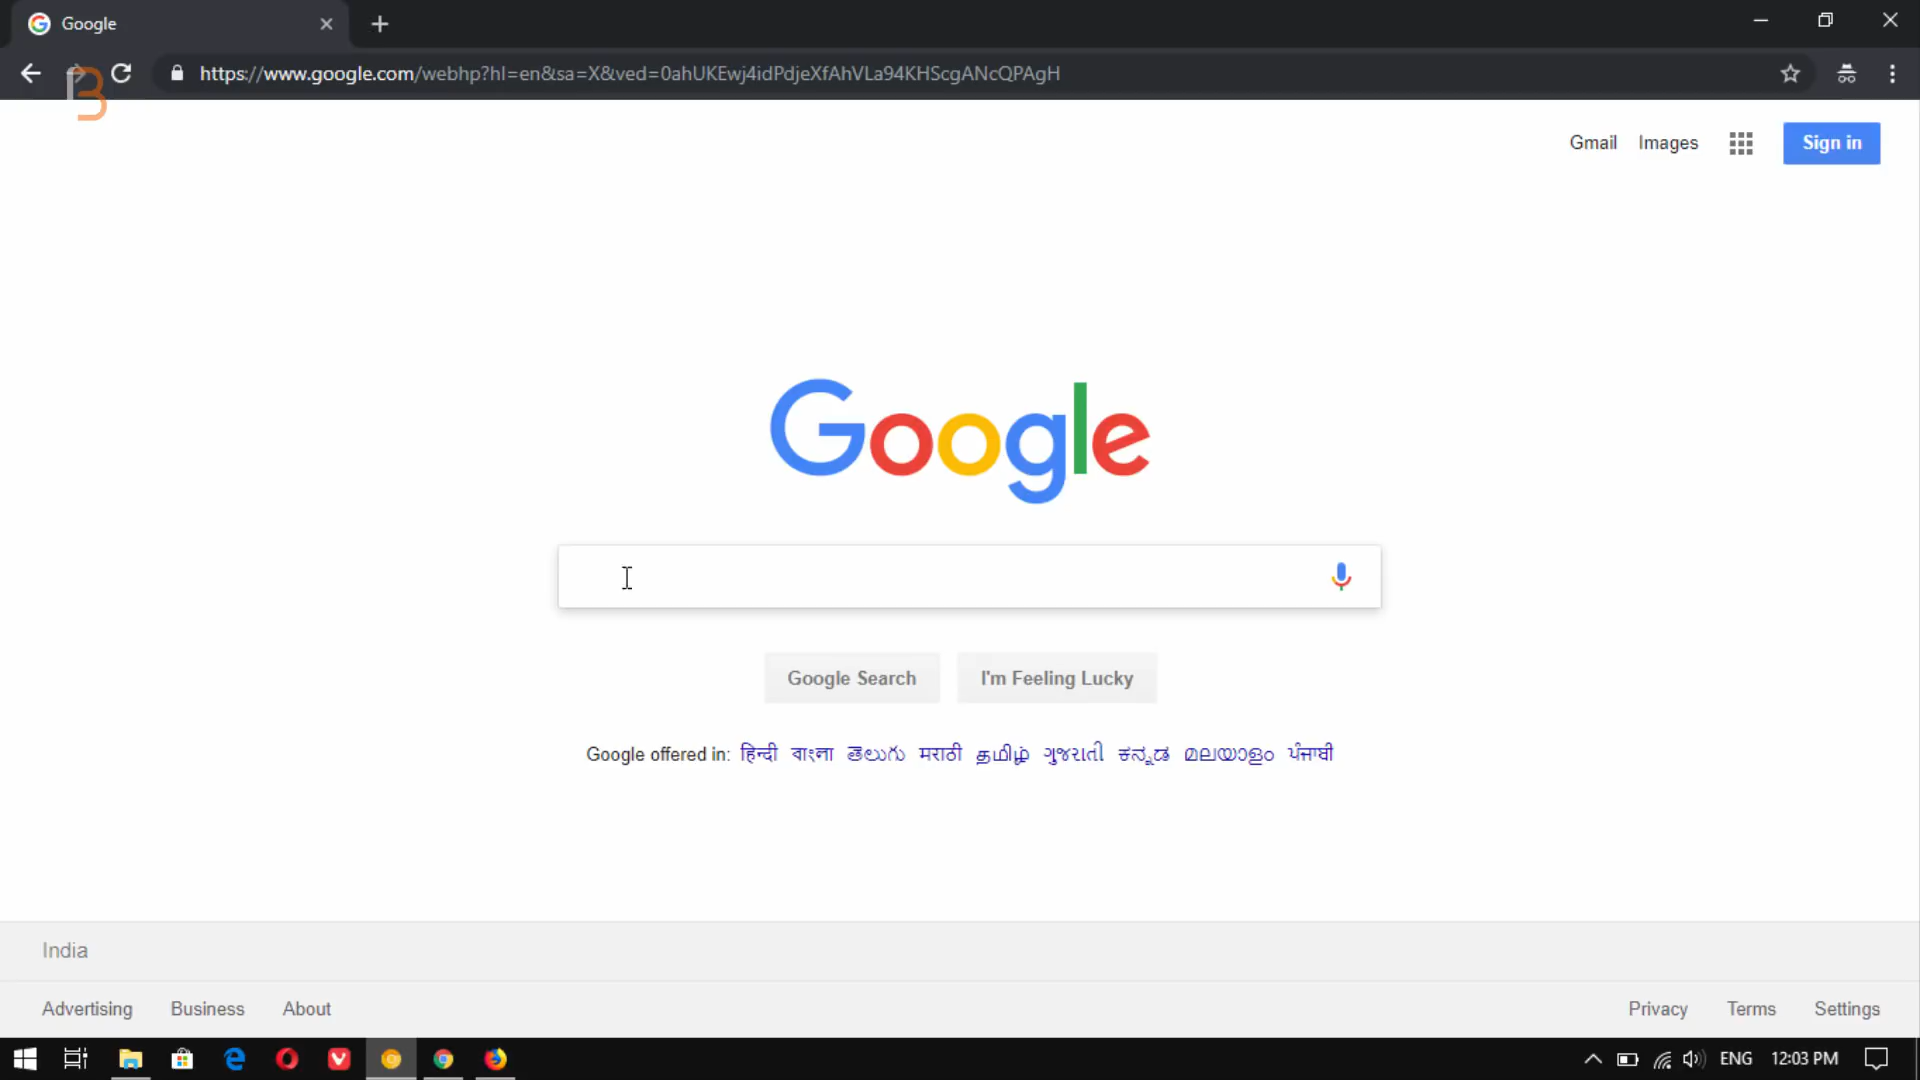 Google
https://www.google.com/webhp?hl=en&sa=X&ved=0ahUKEwj4idPdjeXfAhVLa94KHScgANcQPAgH
Gmail Images Sign in
Google
Google Search I'm Feeling Lucky
Google offered in: हिन्दी বাংলা తెలుగు मराठी தமிழ் ગુજરાતી ಕನ್ನಡ മലയാളം ਪੰਜਾਬੀ
India
Advertising Business About Privacy Terms Settings
ENG 12:03 PM